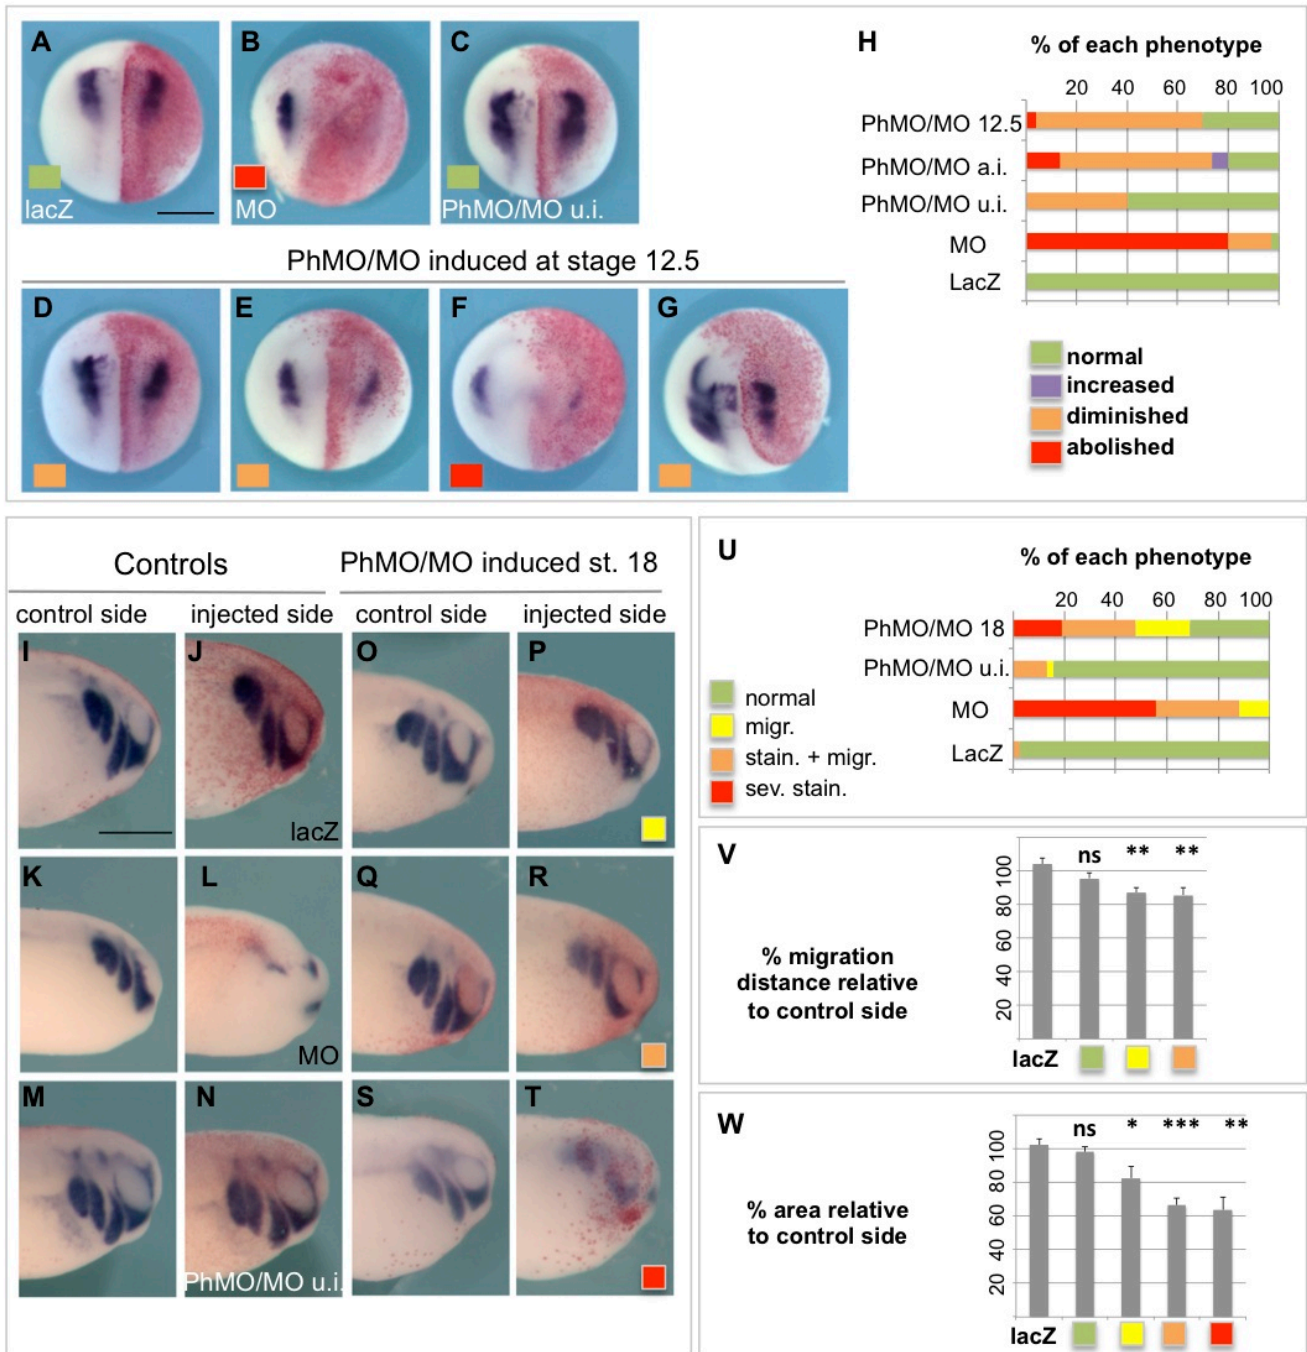 A
B
C
lacZ
MO
PhMO/MO u.i.
PhMO/MO induced at stage 12.5
D
E
F
G
H
% of each phenotype
20 40 60 80 100
PhMO/MO 12.5
PhMO/MO a.i.
PhMO/MO u.i.
MO
LacZ
normal
increased
diminished
abolished
Controls
PhMO/MO induced st. 18
control side
injected side
control side
injected side
I
J
O
P
lacZ
K
L
Q
R
MO
M
N
S
T
PhMO/MO u.i.
U
% of each phenotype
20 40 60 80 100
PhMO/MO 18
PhMO/MO u.i.
MO
LacZ
normal
migr.
stain. + migr.
sev. stain.
V
% migration
distance relative
to control side
100
80
60
40
20
ns ** **
lacZ
W
% area relative
to control side
100
80
60
40
20
ns * *** **
lacZ